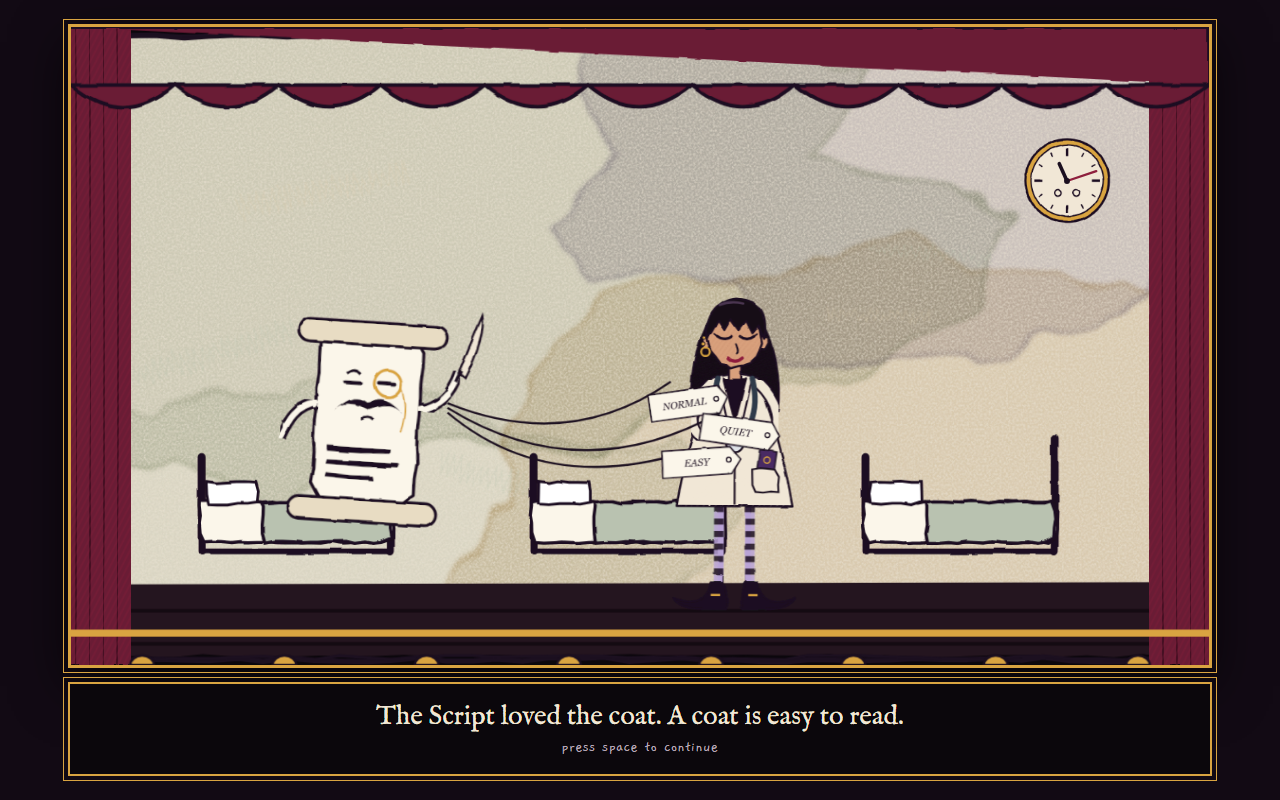 NORMAL
QUIET
EASY
The Script loved the coat. A coat is easy to read.
press space to continue